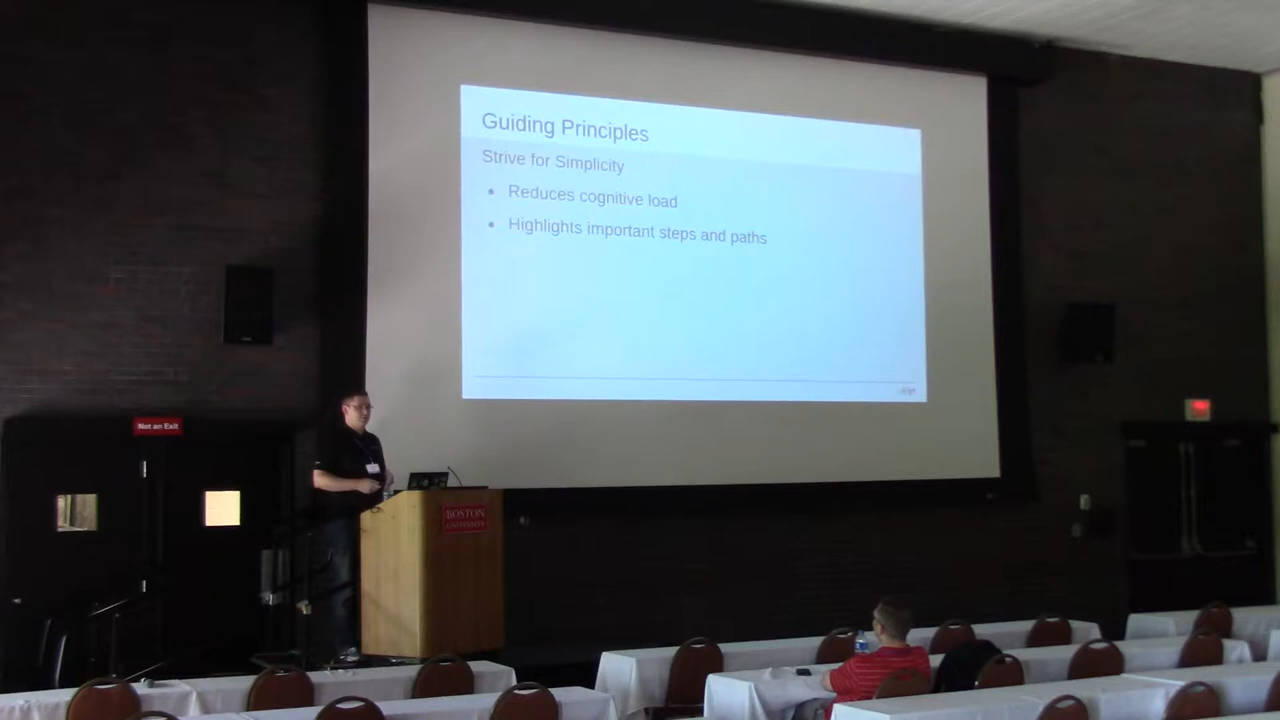 Guiding Principles
Strive for Simplicity
• Reduces cognitive load
• Highlights important steps and paths
Not an Exit
BOSTON
UNIVERSITY